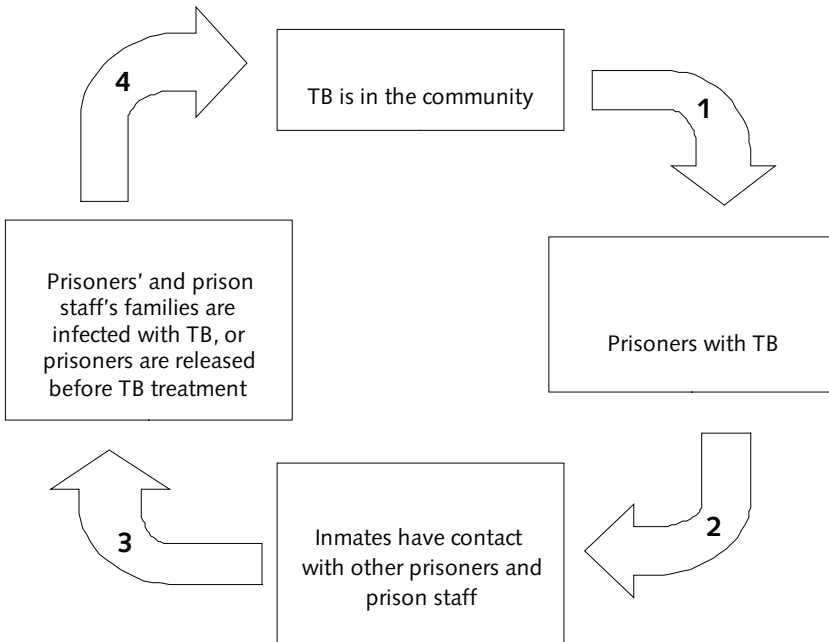 TB is in the community
1
Prisoners with TB
2
Inmates have contact
with other prisoners and
prison staff
3
Prisoners’ and prison
staff’s families are
infected with TB, or
prisoners are released
before TB treatment
4